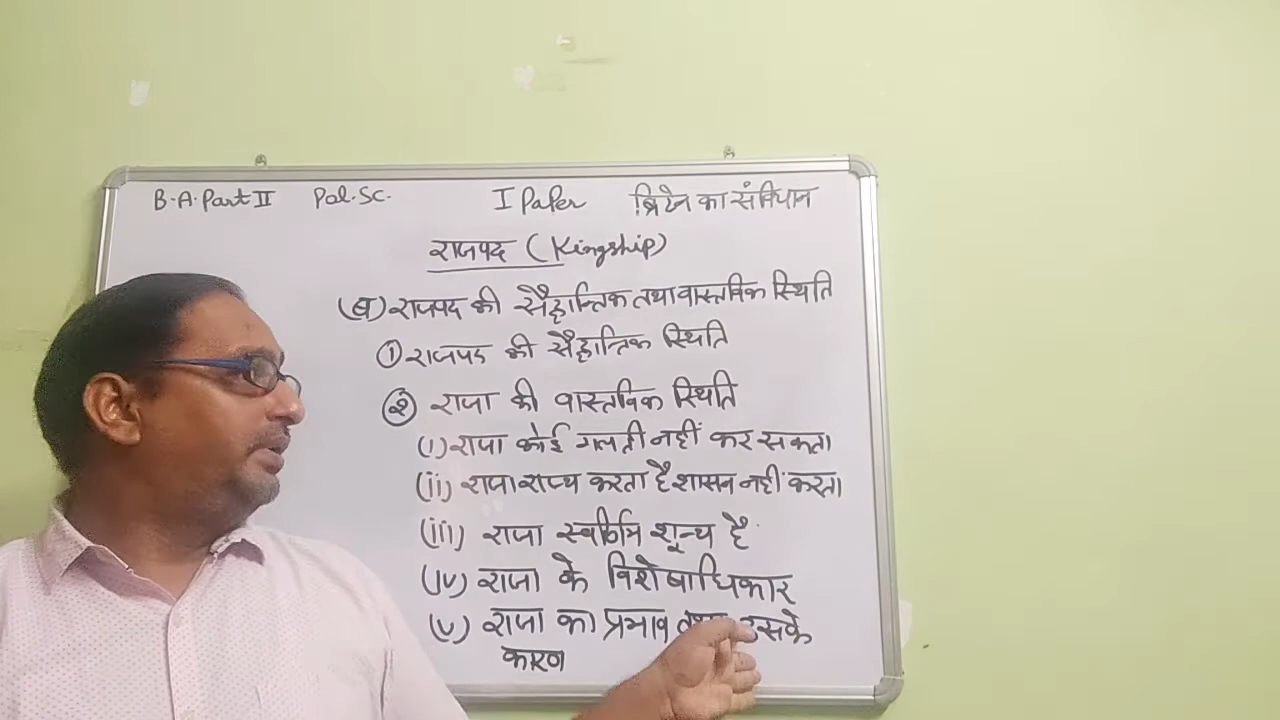 B.A. Part II Pol. Sc. I Paper ब्रिटेन का संविधान
राजपद (Kingship)
(ब) राजपद की सैद्धान्तिक तथा वास्तविक स्थिति
① राजपद की सैद्धान्तिक स्थिति
② राजा की वास्तविक स्थिति
(i) राजा कोई गलती नहीं कर सकता
(ii) राजा राज्य करता है शासन नहीं करता
(iii) राजा स्वर्णिम शून्य है
(iv) राजा के विशेषाधिकार
(v) राजा का प्रभाव तथा उसके
कारण